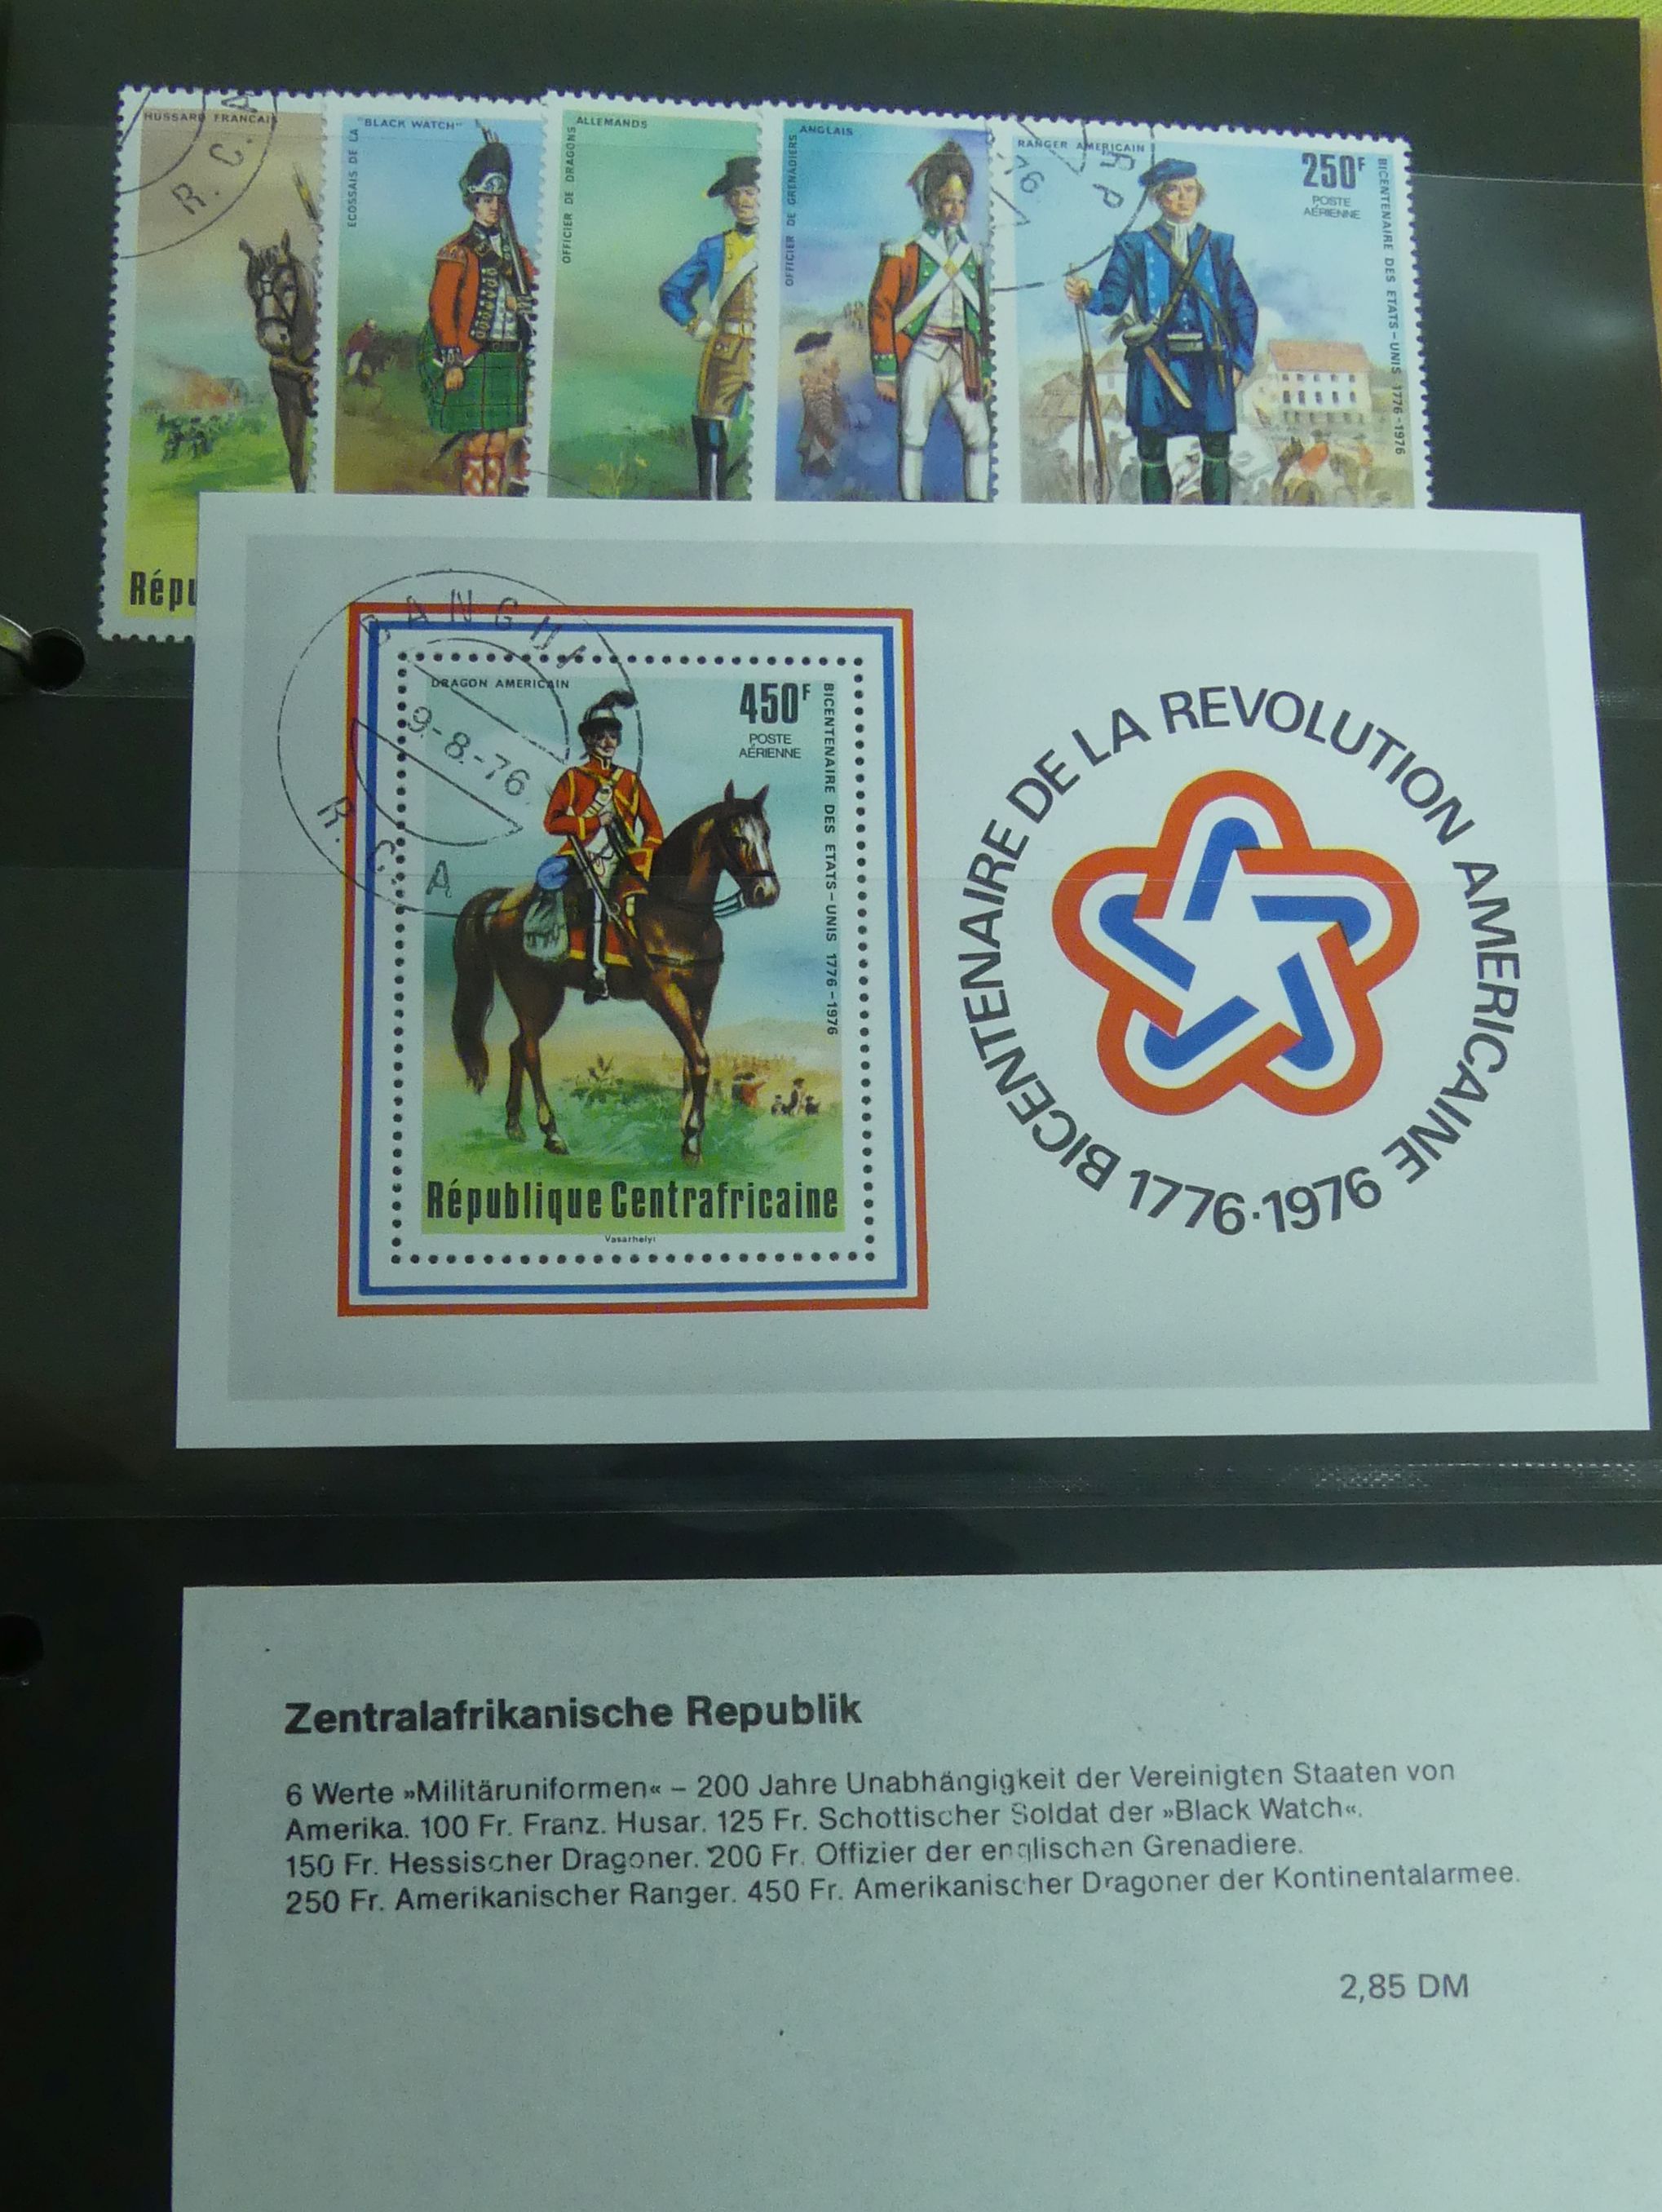 HUSSARD FRANCAIS
R. C. A
ECOSSAIS DE LA
"BLACK WATCH"
OFFICIER DE DRAGONS
ALLEMANDS
OFFICIER DE GRENADIERS
ANGLAIS
RANGER AMERICAIN
76
R P
250F
POSTE
AÉRIENNE
BICENTENAIRE DES ETATS-UNIS 1776-1976
Répu
BANGUI
9-8.-76
R. C. A
DRAGON AMERICAIN
450F
POSTE
AÉRIENNE
BICENTENAIRE DES ETATS-UNIS 1776-1976
République Centrafricaine
Vasarhelyi
BICENTENAIRE DE LA REVOLUTION AMERICAINE
1776·1976
Zentralafrikanische Republik
6 Werte »Militäruniformen« – 200 Jahre Unabhängigkeit der Vereinigten Staaten von
Amerika. 100 Fr. Franz. Husar. 125 Fr. Schottischer Soldat der »Black Watch«.
150 Fr. Hessischer Dragoner. 200 Fr. Offizier der englischen Grenadiere.
250 Fr. Amerikanischer Ranger. 450 Fr. Amerikanischer Dragoner der Kontinentalarmee.
2,85 DM